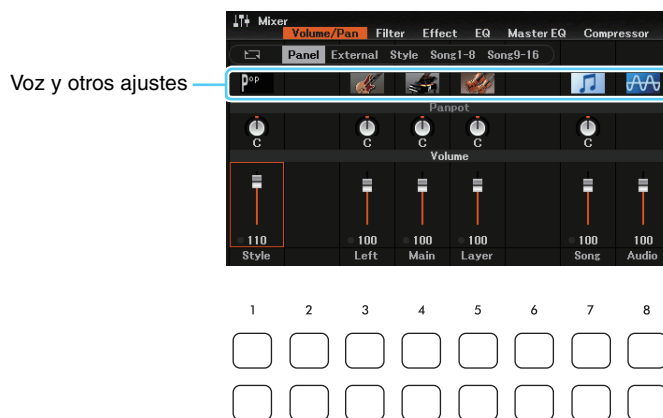 Mixer
Volume/Pan Filter Effect EQ Master EQ Compressor
Panel External Style Song1-8 Song9-16
Voz y otros ajustes
Pop
Panpot
C C C C C
Volume
110 100 100 100 100 100
Style Left Main Layer Song Audio
1 2 3 4 5 6 7 8